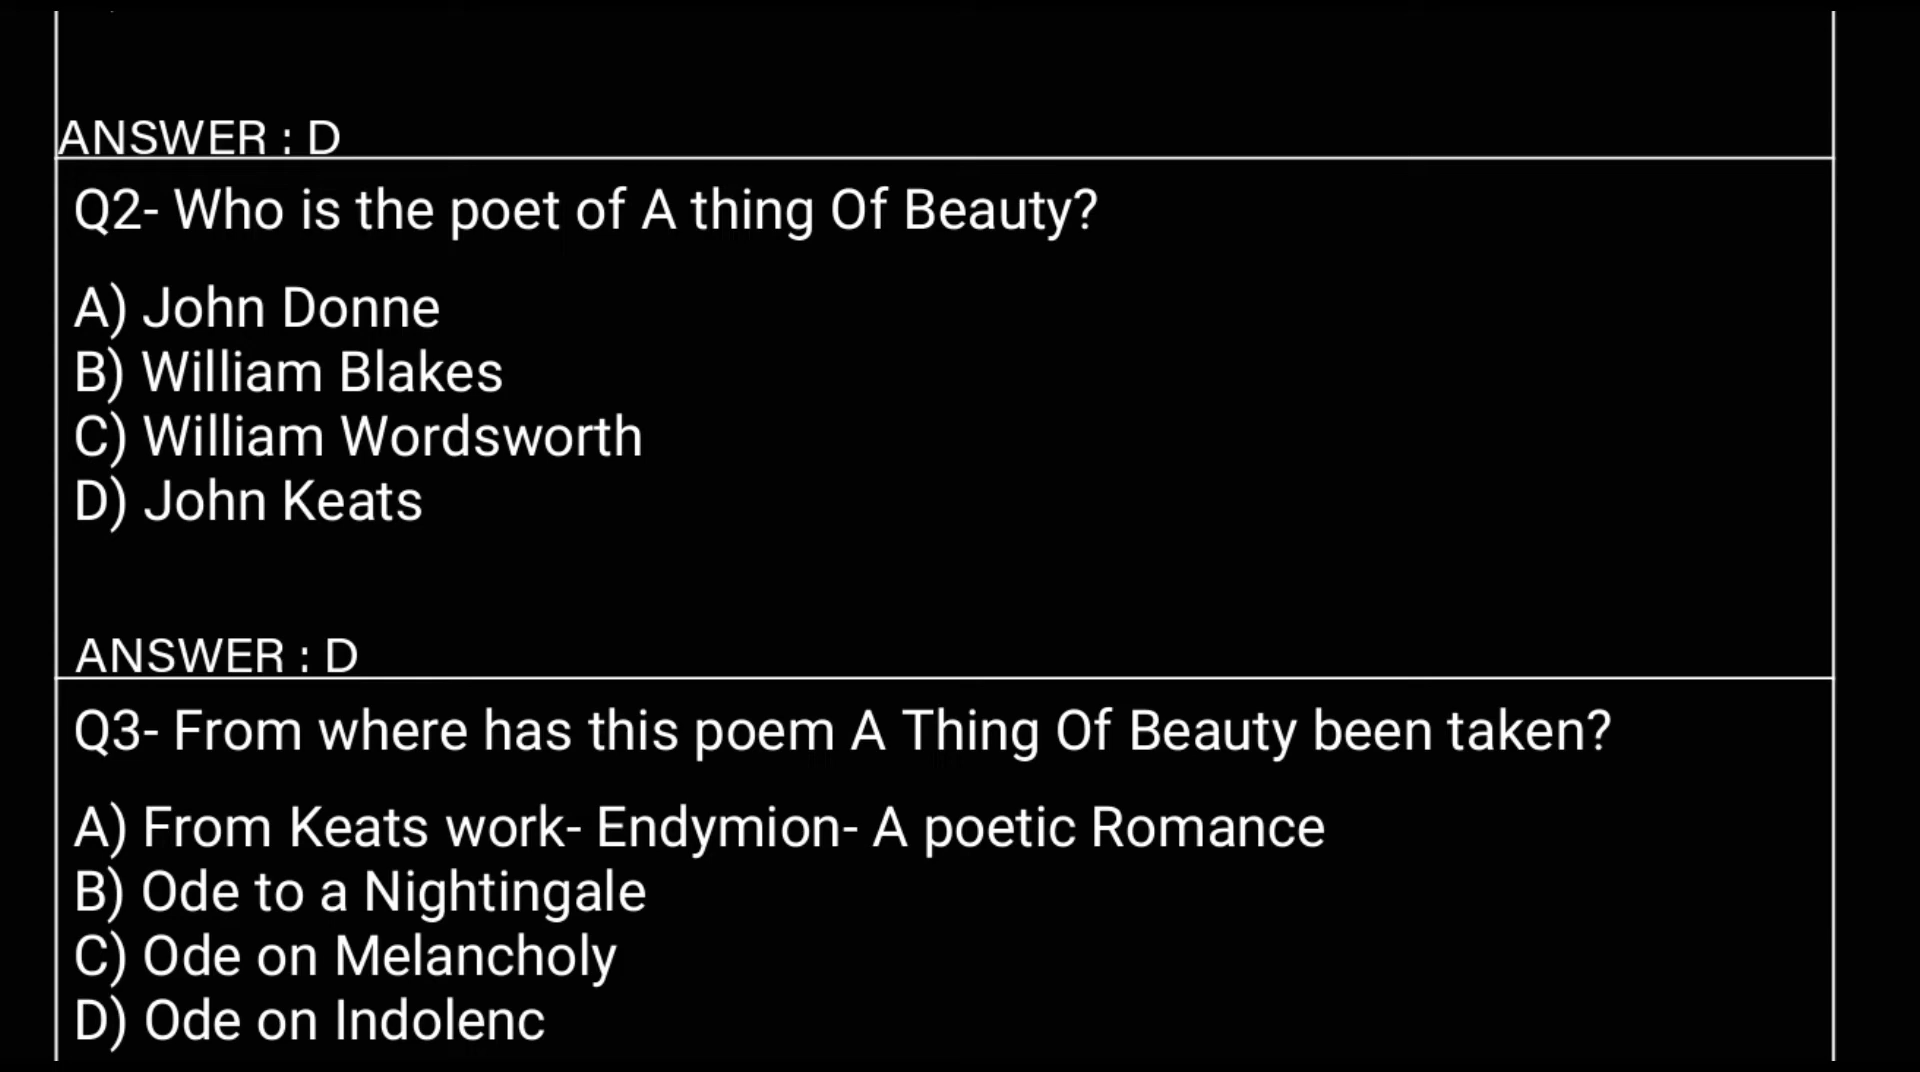 ANSWER : D
Q2- Who is the poet of A thing Of Beauty?
A) John Donne
B) William Blakes
C) William Wordsworth
D) John Keats
ANSWER : D
Q3- From where has this poem A Thing Of Beauty been taken?
A) From Keats work- Endymion- A poetic Romance
B) Ode to a Nightingale
C) Ode on Melancholy
D) Ode on Indolenc